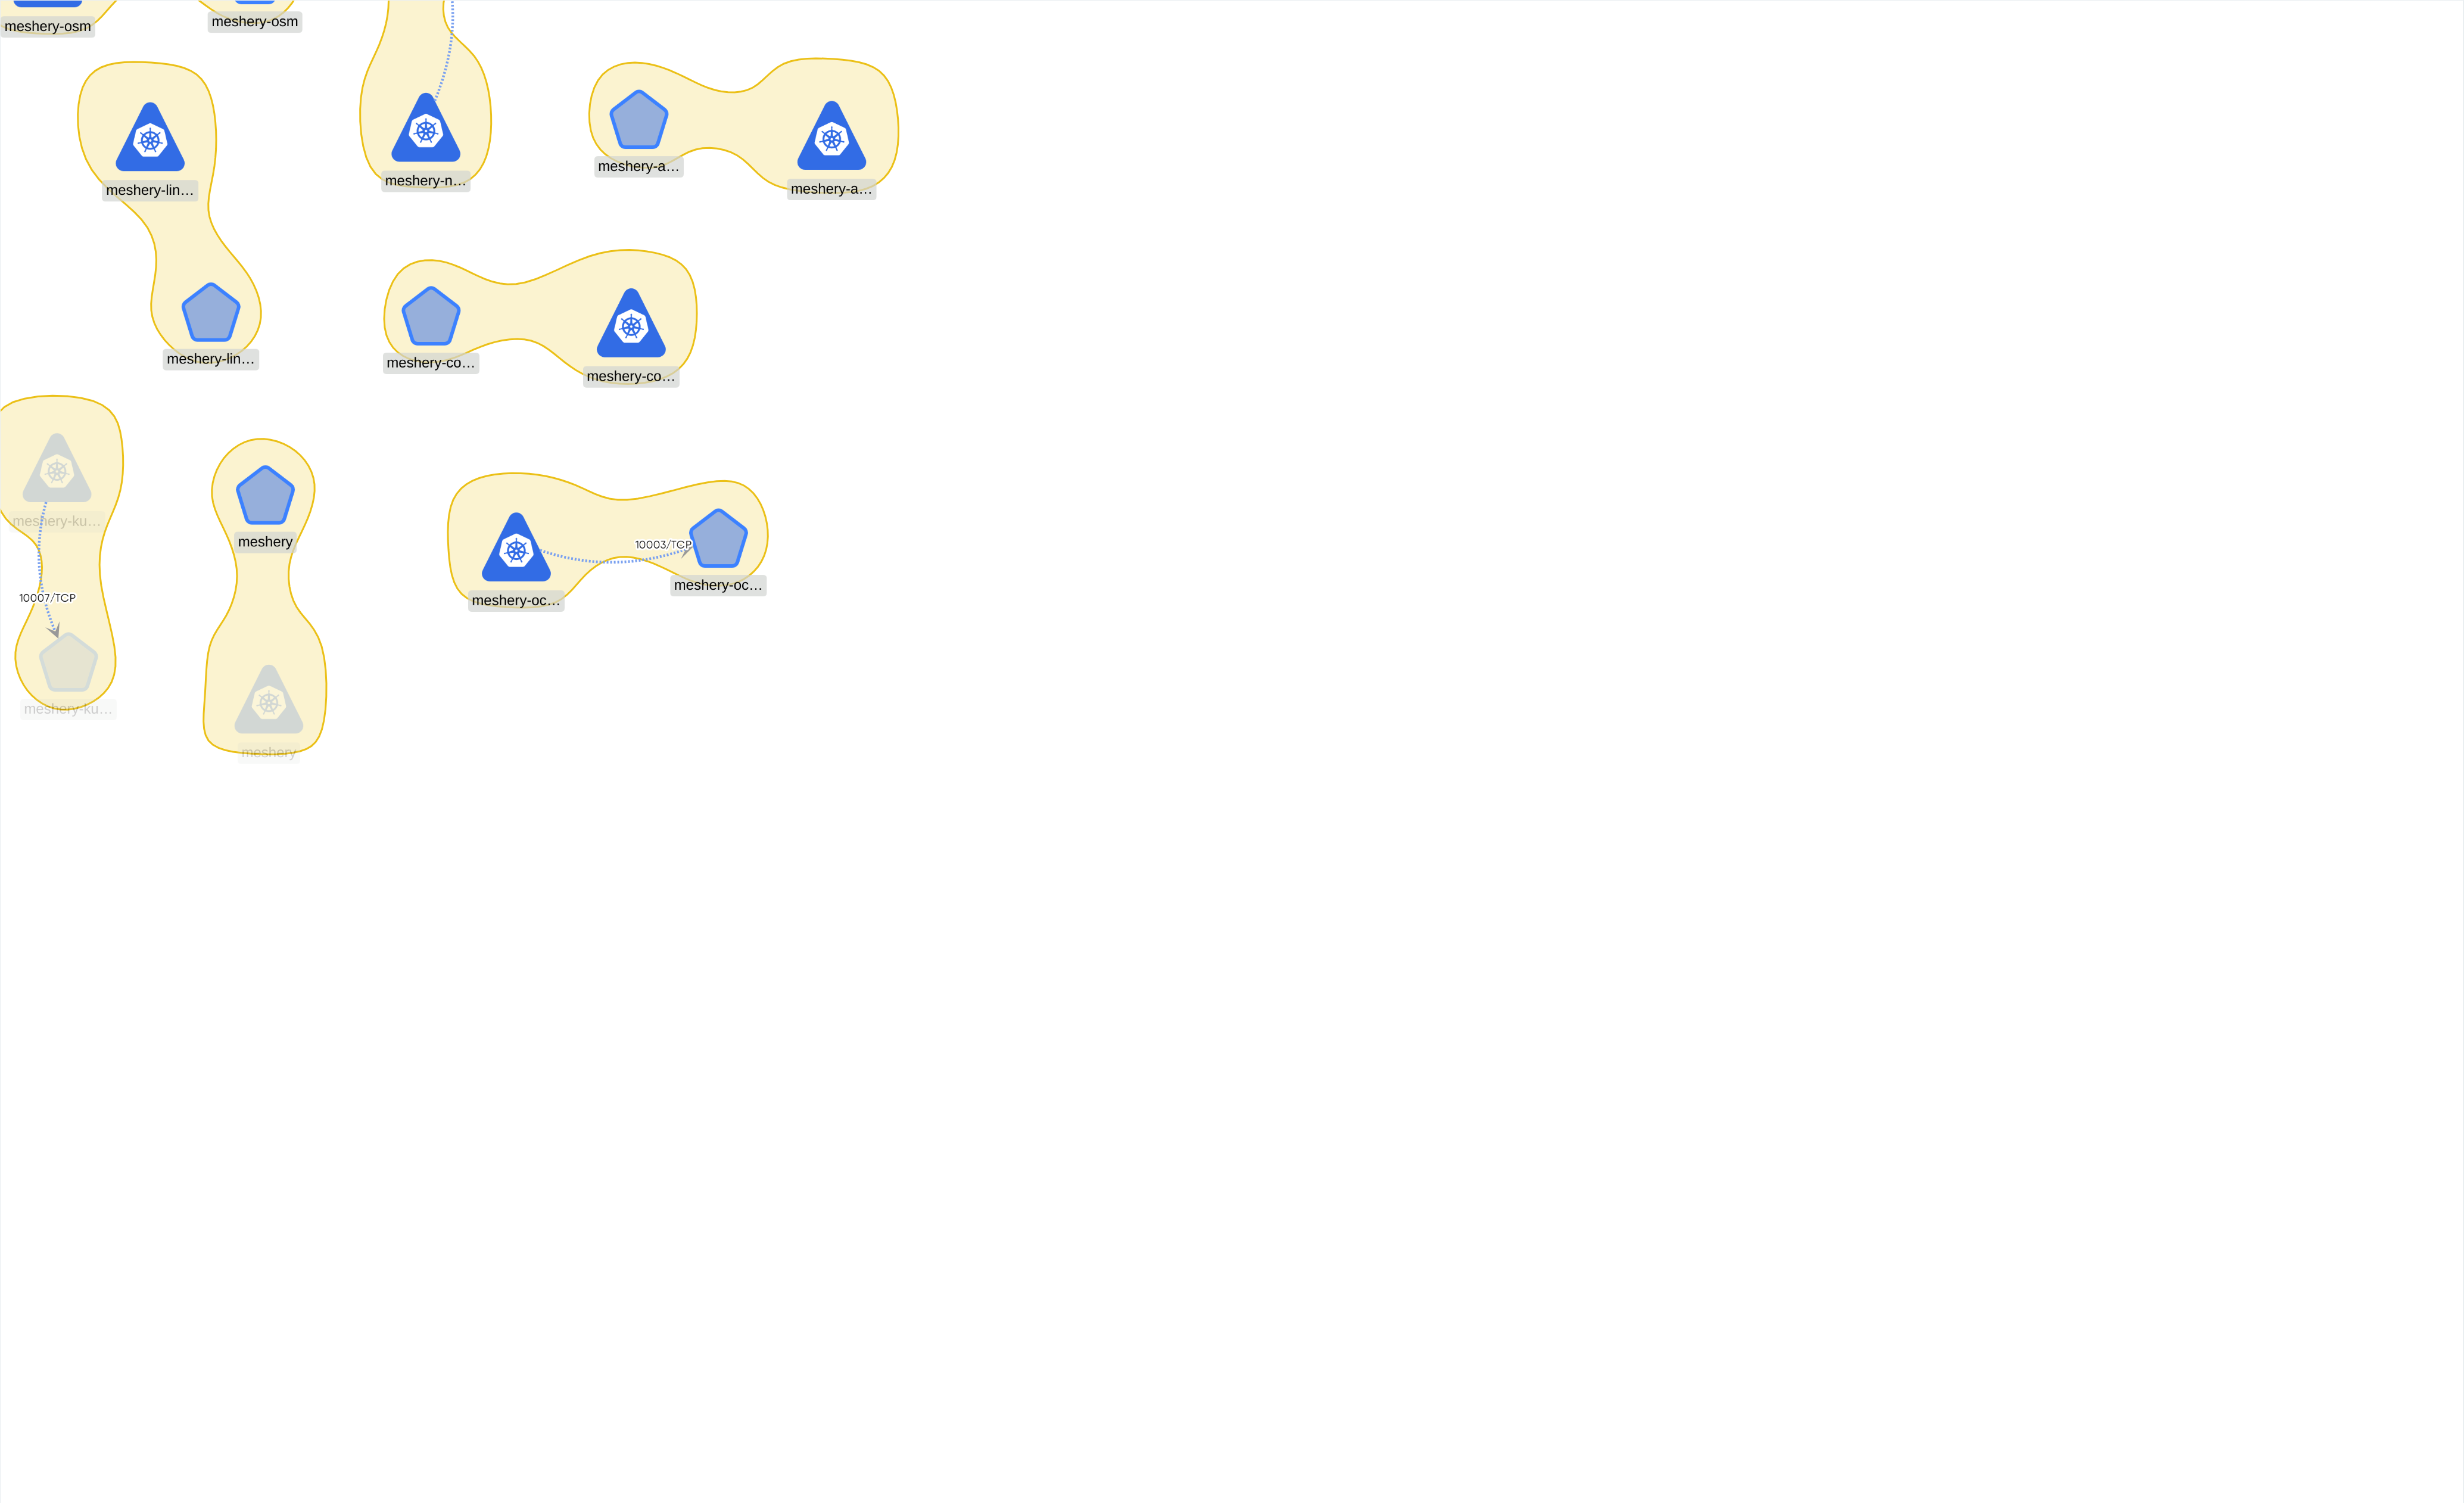 meshery-osm
meshery-osm
meshery-lin…
meshery-n…
meshery-a…
meshery-a…
meshery-lin…
meshery-co…
meshery-co…
meshery-ku…
meshery
10003/TCP
meshery-oc…
meshery-oc…
10007/TCP
meshery-ku…
meshery